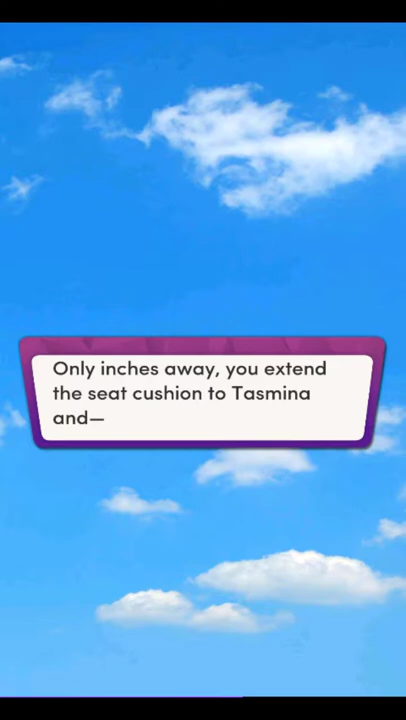 Only inches away, you extend
the seat cushion to Tasmina
and—